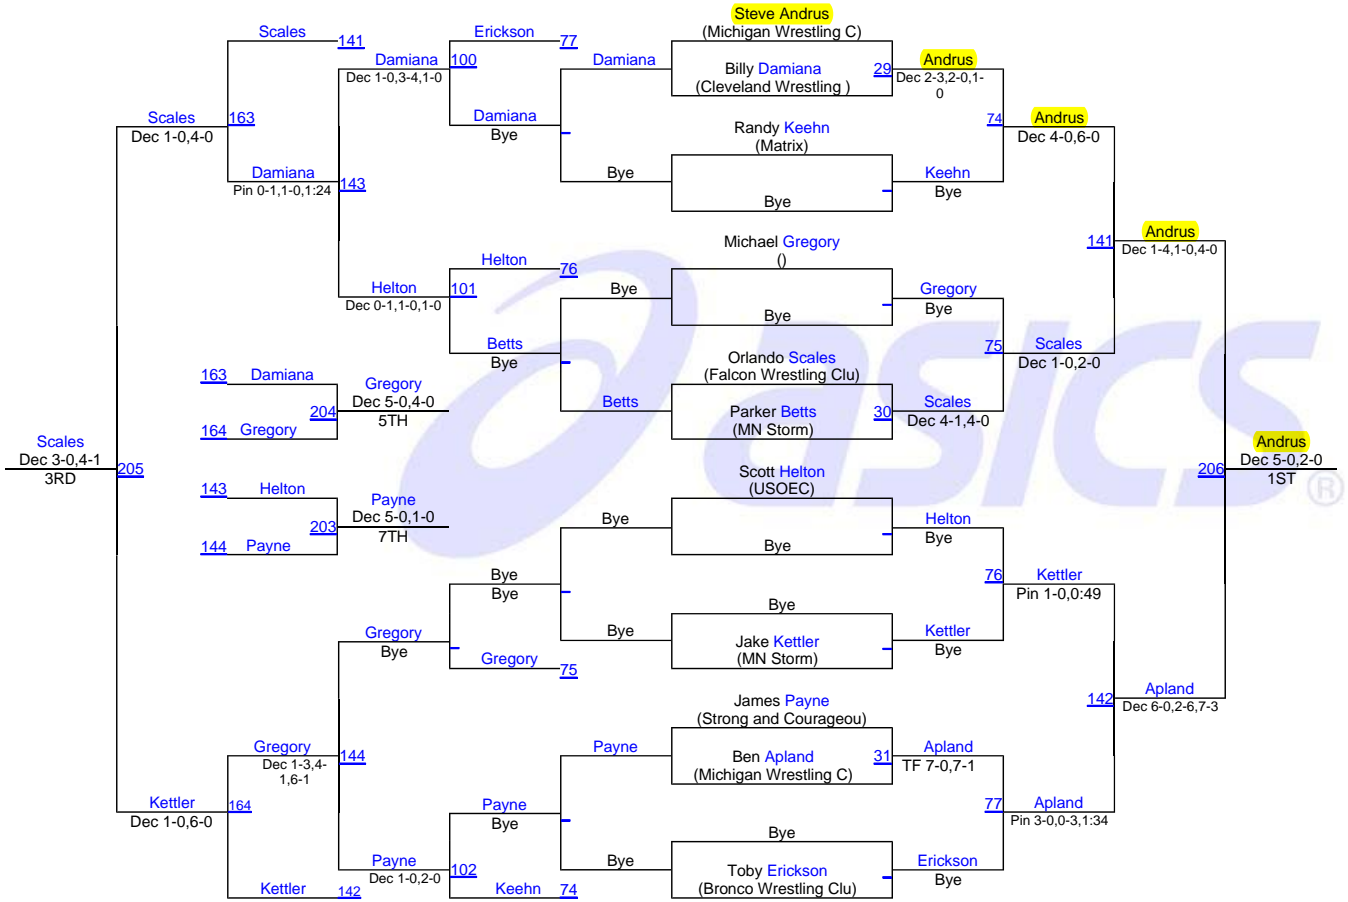 Steve Andrus
(Michigan Wrestling C)
Scales
141
Erickson
77
Damiana
100
Dec 1-0,3-4,1-0
Damiana
Billy Damiana
(Cleveland Wrestling )
29
Andrus
Dec 2-3,2-0,1-
0
Scales
163
Dec 1-0,4-0
Damiana
Bye
Randy Keehn
(Matrix)
74
Andrus
Dec 4-0,6-0
Damiana
Pin 0-1,1-0,1:24
143
Bye
Bye
Keehn
Bye
Michael Gregory
()
141
Andrus
Dec 1-4,1-0,4-0
Helton
76
Helton
101
Dec 0-1,1-0,1-0
Bye
Bye
Gregory
Bye
Betts
Bye
Orlando Scales
(Falcon Wrestling Clu)
75
Scales
Dec 1-0,2-0
163
Damiana
Gregory
204
Dec 5-0,4-0
5TH
164
Gregory
Betts
Parker Betts
(MN Storm)
30
Scales
Dec 4-1,4-0
Scales
Dec 3-0,4-1
3RD
205
Scott Helton
(USOEC)
206
Andrus
Dec 5-0,2-0
1ST
asics
®
143
Helton
Payne
203
Dec 5-0,1-0
7TH
144
Payne
Bye
Bye
Helton
Bye
Bye
Bye
76
Kettler
Pin 1-0,0:49
Bye
Gregory
Bye
Bye
Jake Kettler
(MN Storm)
Kettler
Bye
Gregory
75
142
Apland
Dec 6-0,2-6,7-3
James Payne
(Strong and Courageou)
Gregory
Dec 1-3,4-
1,6-1
144
Payne
Ben Apland
(Michigan Wrestling C)
31
Apland
TF 7-0,7-1
Kettler
164
Dec 1-0,6-0
Payne
Bye
77
Apland
Pin 3-0,0-3,1:34
Bye
Payne
102
Dec 1-0,2-0
Bye
Toby Erickson
(Bronco Wrestling Clu)
Erickson
Bye
Kettler
142
Keehn
74